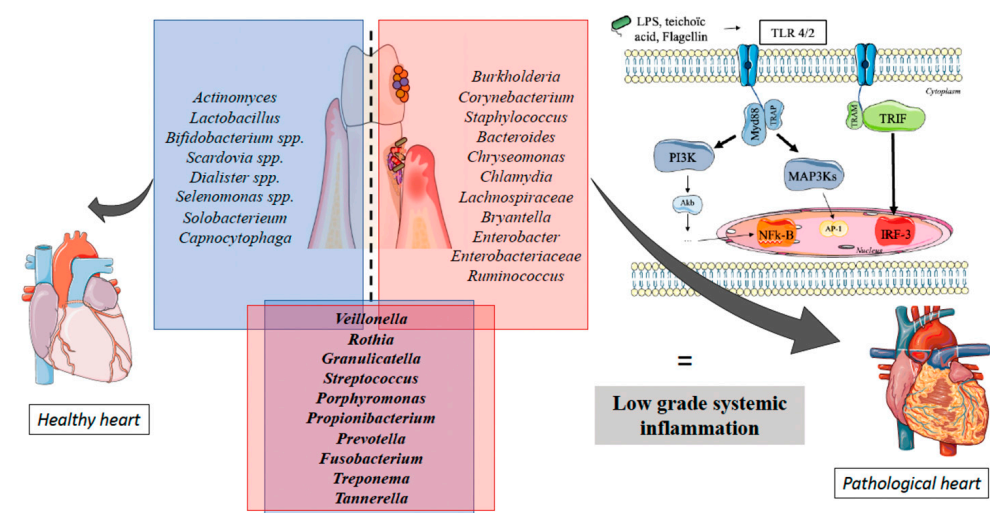 Actinomyces
Lactobacillus
Bifidobacterium spp.
Scardovia spp.
Dialister spp.
Selenomonas spp.
Solobacterieum
Capnocytophaga
Burkholderia
Corynebacterium
Staphylococcus
Bacteroides
Chryseomonas
Chlamydia
Lachnospiraceae
Bryantella
Enterobacter
Enterobacteriaceae
Ruminococcus
Veillonella
Rothia
Granulicatella
Streptococcus
Porphyromonas
Propionibacterium
Prevotella
Fusobacterium
Treponema
Tannerella
LPS, teichoïc
acid, Flagellin
TLR 4/2
Cytoplasm
Myd88
TRAP
TRAM
TRIF
PI3K
MAP3Ks
Akb
...
NFk-B
AP-1
IRF-3
Nucleus
=
Low grade systemic
inflammation
Healthy heart
Pathological heart